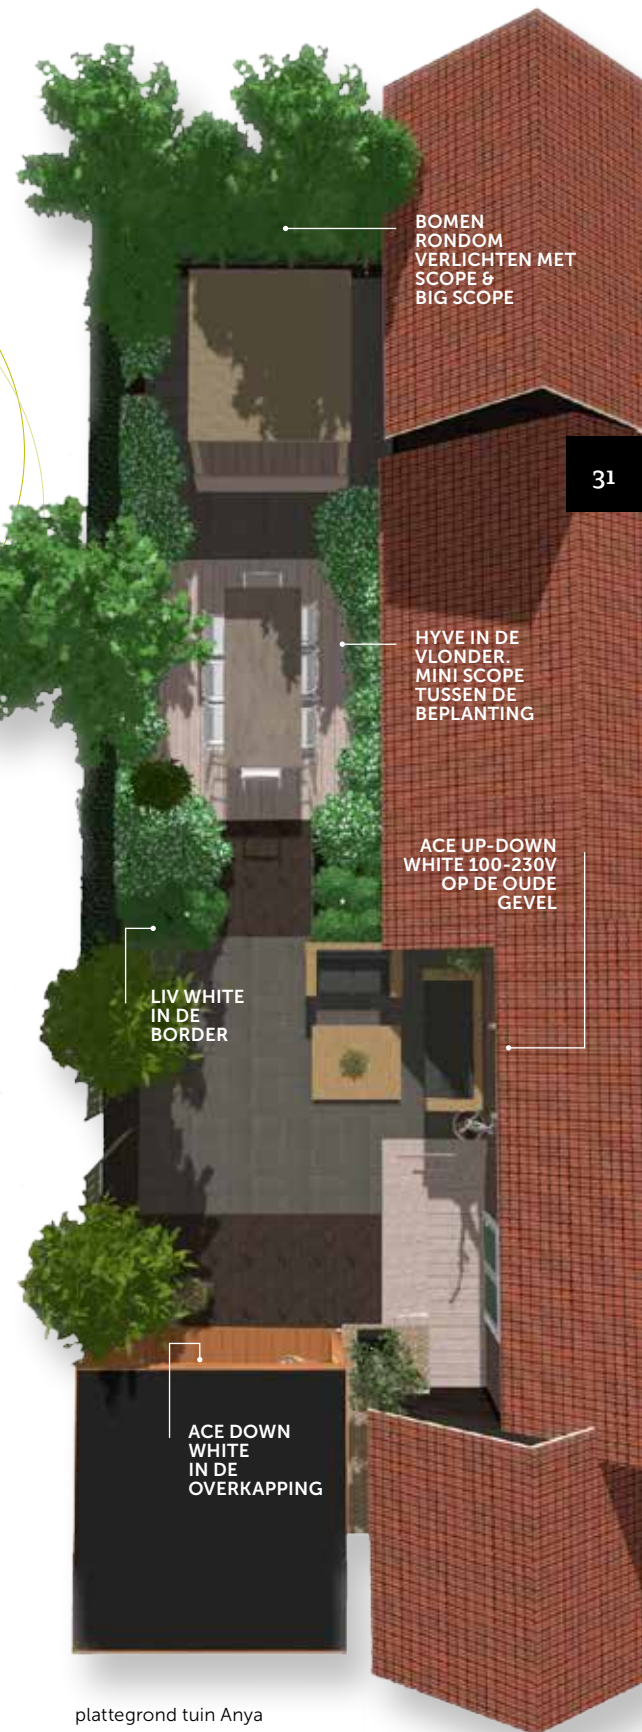 BOMEN
RONDOM
VERLICHTEN MET
SCOPE &
BIG SCOPE
31
HYVE IN DE
VLONDER.
MINI SCOPE
TUSSEN DE
BEPLANTING
ACE UP-DOWN
WHITE 100-230V
OP DE OUDE
GEVEL
LIV WHITE
IN DE
BORDER
ACE DOWN
WHITE
IN DE
OVERKAPPING
plattegrond tuin Anya